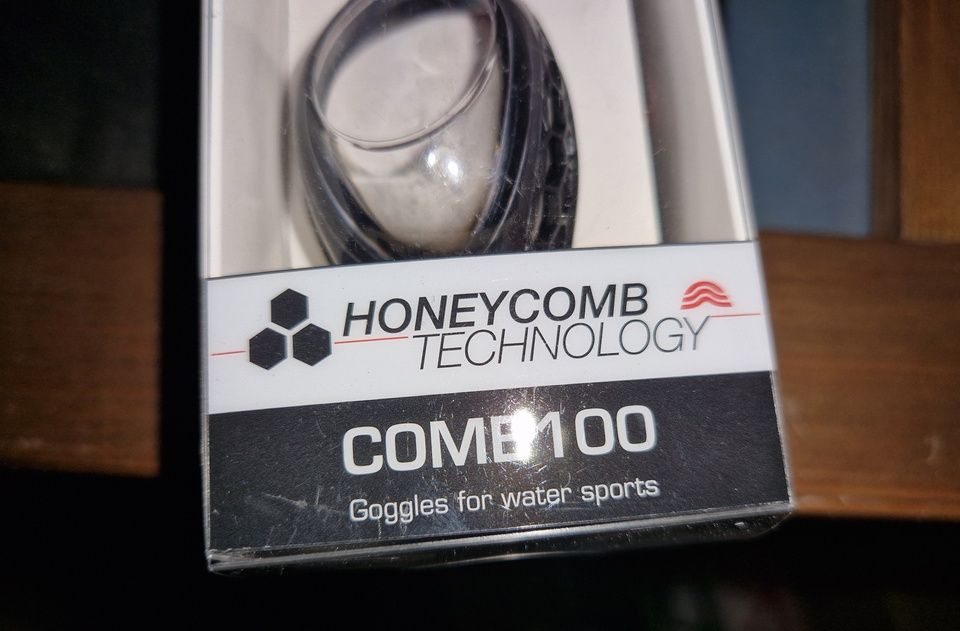 HONEYCOMB
TECHNOLOGY
COMB100
Goggles for water sports